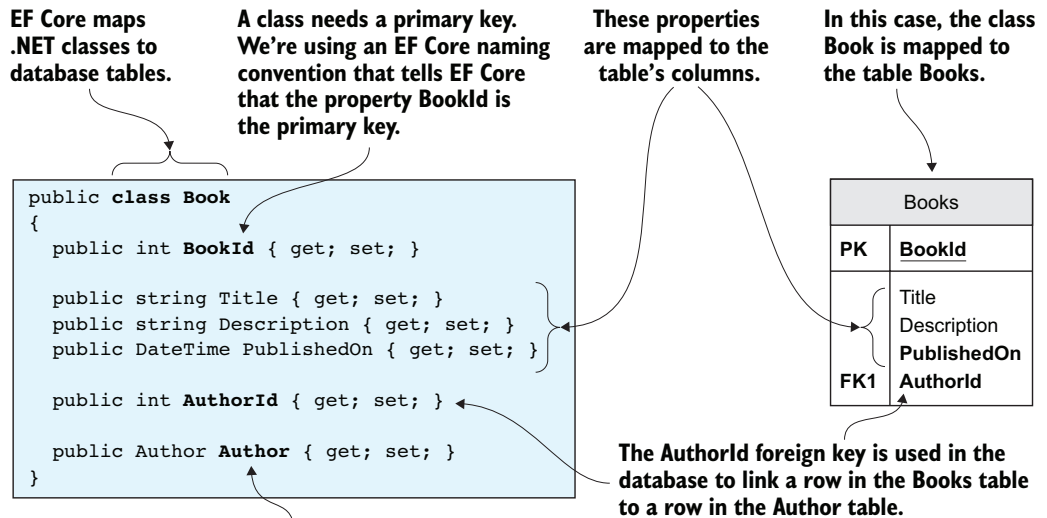 EF Core maps
.NET classes to
database tables.
A class needs a primary key.
We're using an EF Core naming
convention that tells EF Core
that the property BookId is
the primary key.
These properties
are mapped to the
table's columns.
In this case, the class
Book is mapped to
the table Books.
public class Book
{
public int BookId { get; set; }
public string Title { get; set; }
public string Description { get; set; }
public DateTime PublishedOn { get; set; }
public int AuthorId { get; set; }
public Author Author { get; set; }
}
Books
PK BookId
Title
Description
PublishedOn
FK1 AuthorId
The AuthorId foreign key is used in the
database to link a row in the Books table
to a row in the Author table.